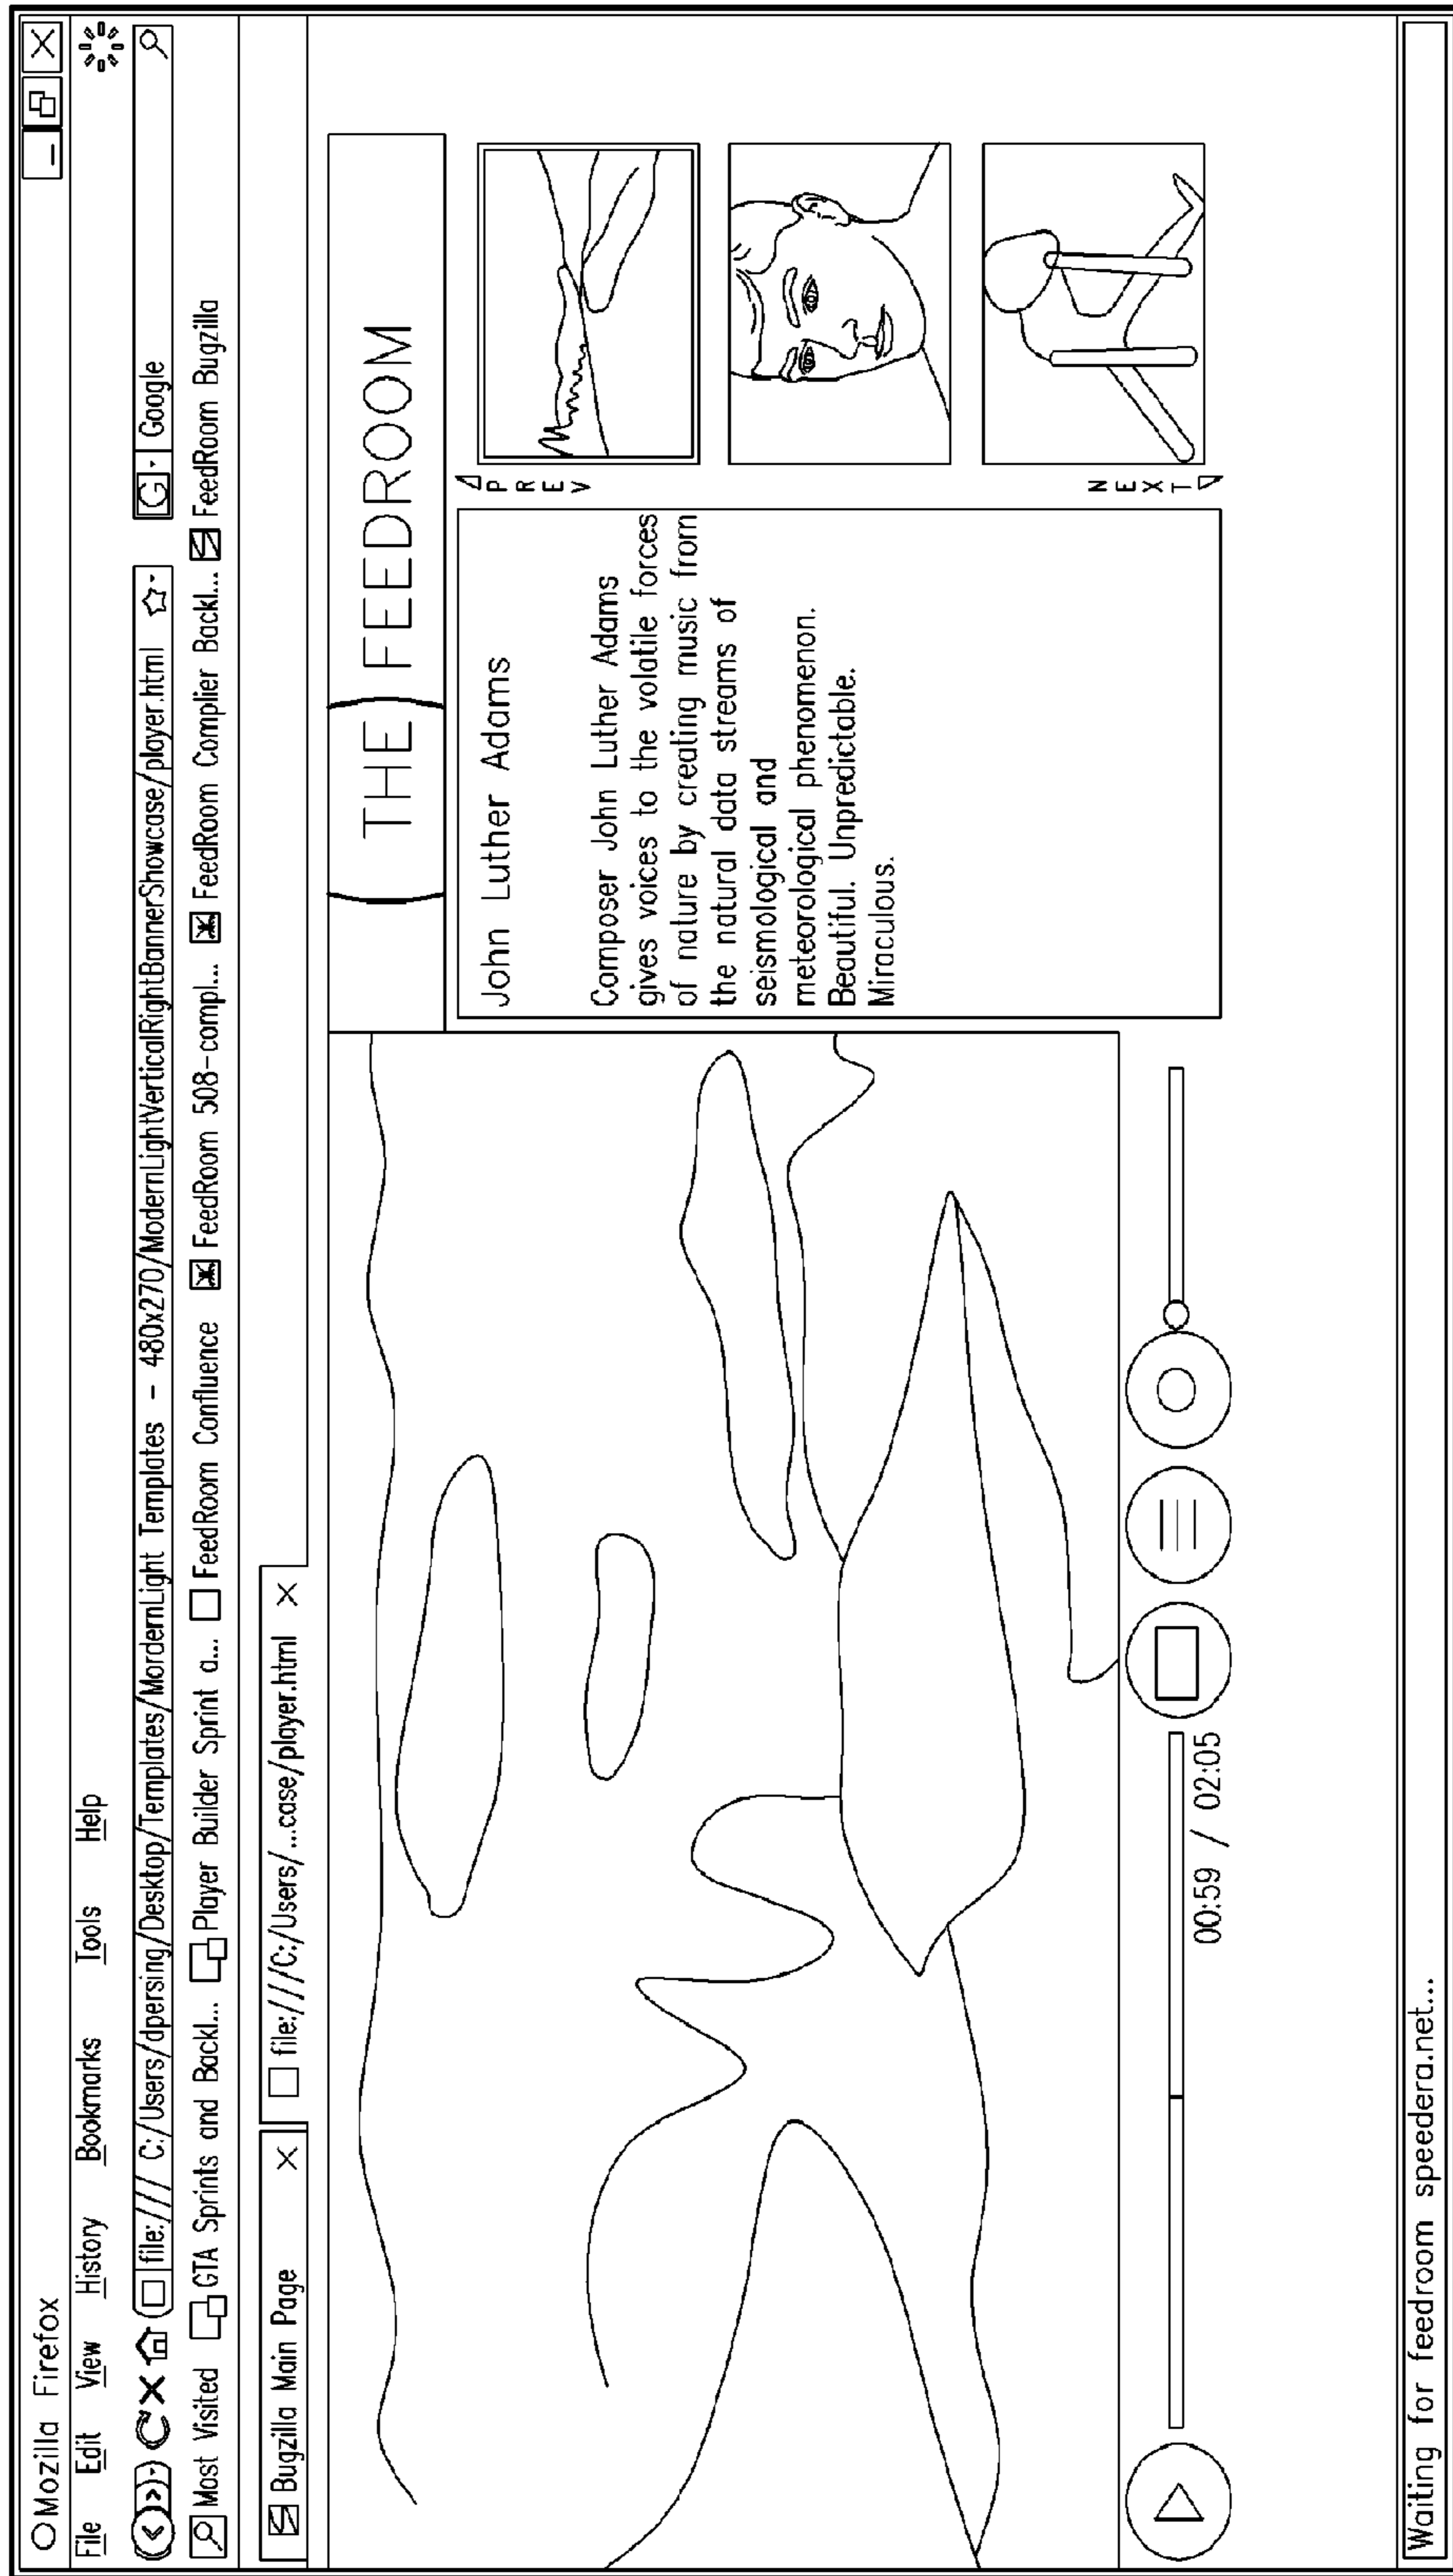 Mozilla Firefox
File Edit View History Bookmarks Tools Help
file:/// C:/Users/dpersing/Desktop/Templates/MordernLight Templates - 480x270/ModernLightVerticalRightBannerShowcase/player.html G Google
Most Visited GTA Sprints and Backl... Player Builder Sprint a... FeedRoom Confluence FeedRoom 508-compl... FeedRoom Complier Backl... FeedRoom Bugzilla
Bugzilla Main Page X file:///C:/Users/...case/player.html X
( THE ) FEEDROOM
John Luther Adams
Composer John Luther Adams
gives voices to the volatile forces
of nature by creating music from
the natural data streams of
seismological and
meteorological phenomenon.
Beautiful. Unpredictable.
Miraculous.
PREV
NEXT
00:59 / 02:05
Waiting for feedroom speedera.net...